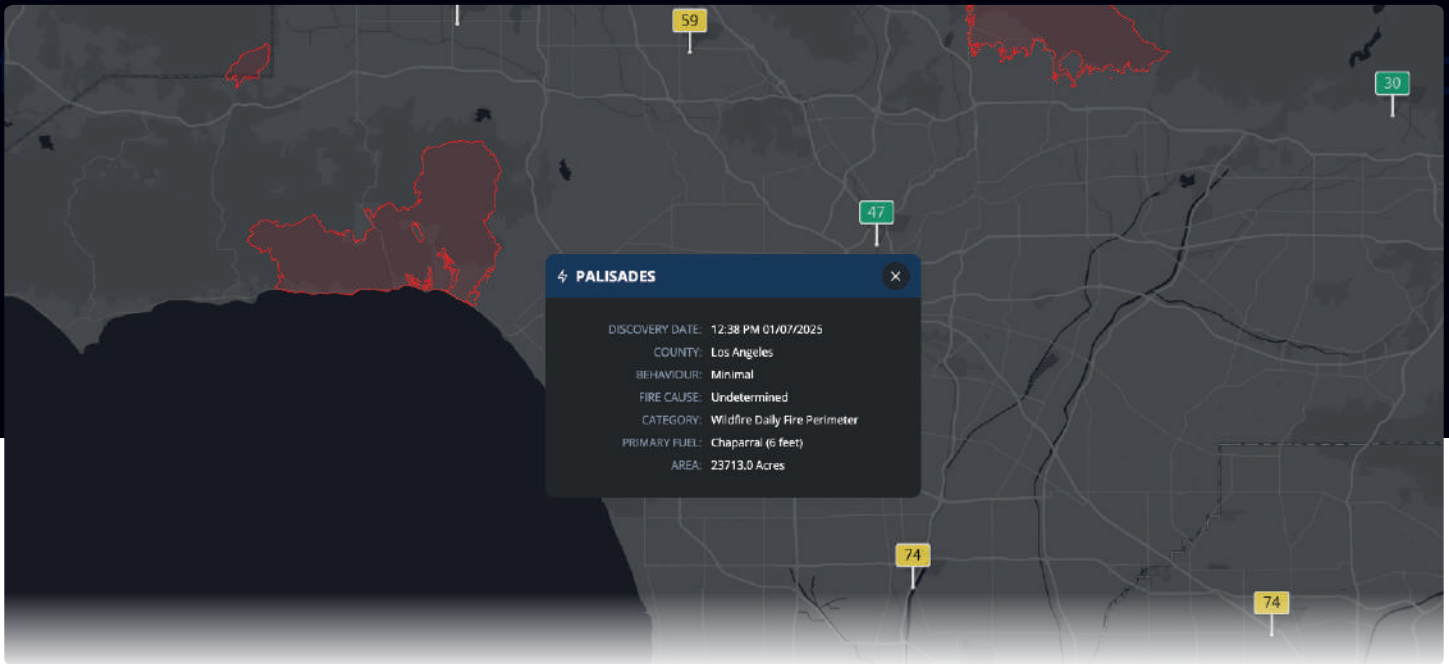 59
30
47
PALISADES
DISCOVERY DATE: 12:38 PM 01/07/2025
COUNTY: Los Angeles
BEHAVIOUR: Minimal
FIRE CAUSE: Undetermined
CATEGORY: Wildfire Daily Fire Perimeter
PRIMARY FUEL: Chaparral (6 feet)
AREA: 23713.0 Acres
74
74